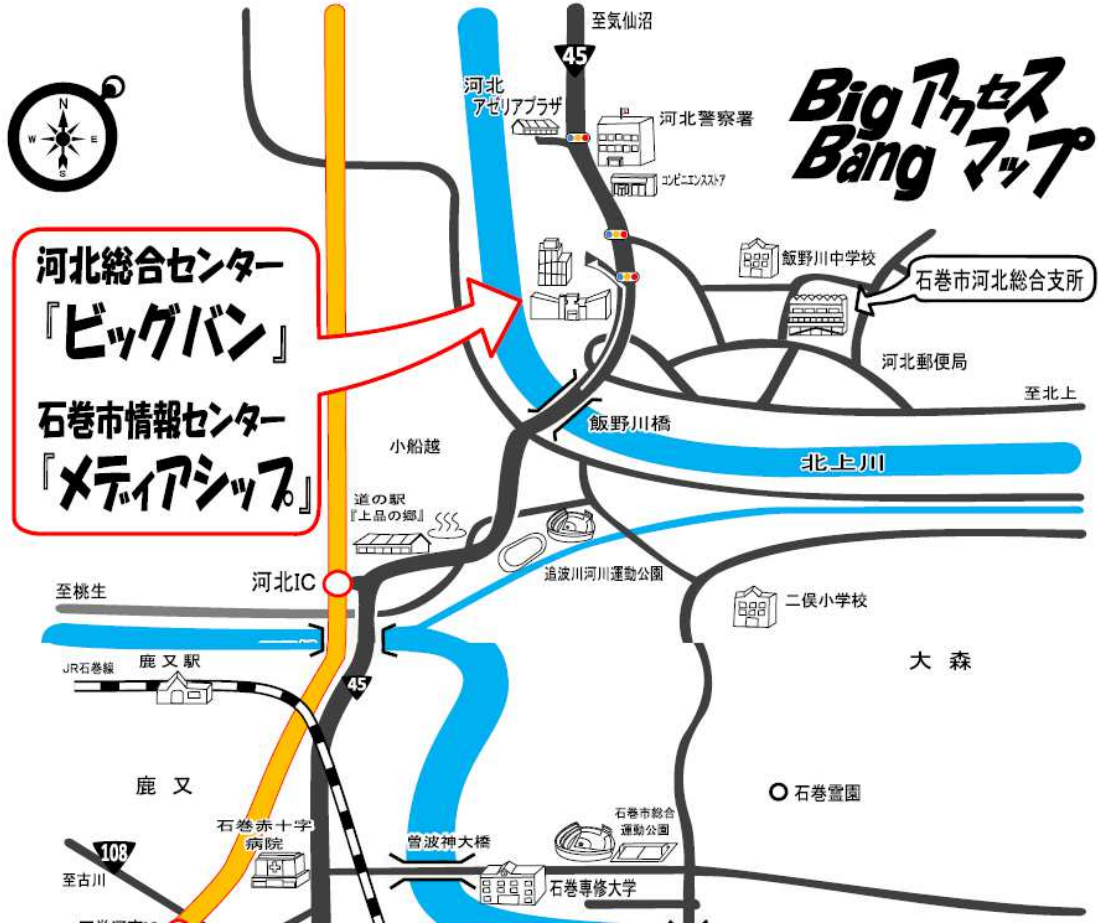 至気仙沼
45
河北
アゼリアプラザ
河北警察署
コンビニエンスストア
Big アクセス
Bang マップ
N
W
E
S
河北総合センター
『ビッグバン』
石巻市情報センター
『メディアシップ』
飯野川中学校
石巻市河北総合支所
河北郵便局
至北上
飯野川橋
北上川
小船越
道の駅
『上品の郷』
追波川河川運動公園
河北IC
至桃生
二俣小学校
大森
JR石巻線
鹿又駅
45
鹿又
石巻霊園
石巻赤十字
病院
曽波神大橋
石巻市総合
運動公園
108
至古川
石巻専修大学